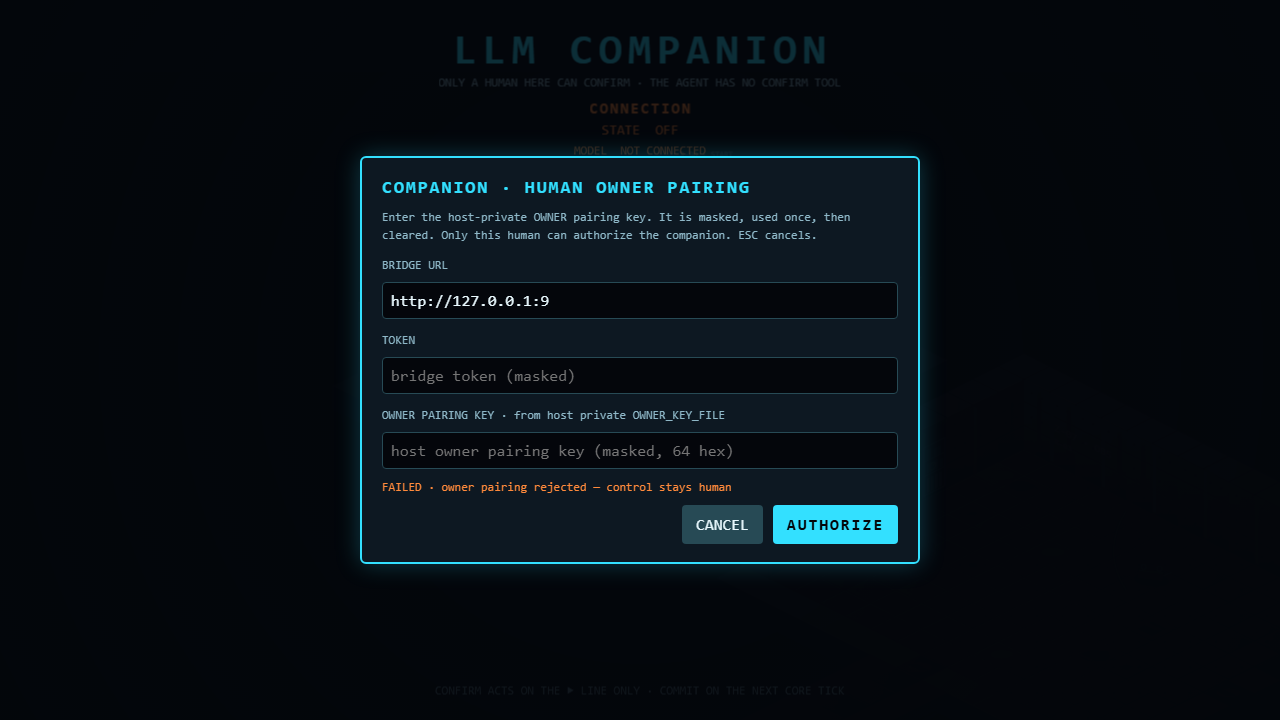 LLM COMPANION
ONLY A HUMAN HERE CAN CONFIRM · THE AGENT HAS NO CONFIRM TOOL
CONNECTION
STATE OFF
MODEL NOT CONNECTED
COMPANION · HUMAN OWNER PAIRING
Enter the host-private OWNER pairing key. It is masked, used once, then
cleared. Only this human can authorize the companion. ESC cancels.
BRIDGE URL
http://127.0.0.1:9
TOKEN
bridge token (masked)
OWNER PAIRING KEY · from host private OWNER_KEY_FILE
host owner pairing key (masked, 64 hex)
FAILED · owner pairing rejected — control stays human
CANCEL
AUTHORIZE
CONFIRM ACTS ON THE ▶ LINE ONLY · COMMIT ON THE NEXT CORE TICK